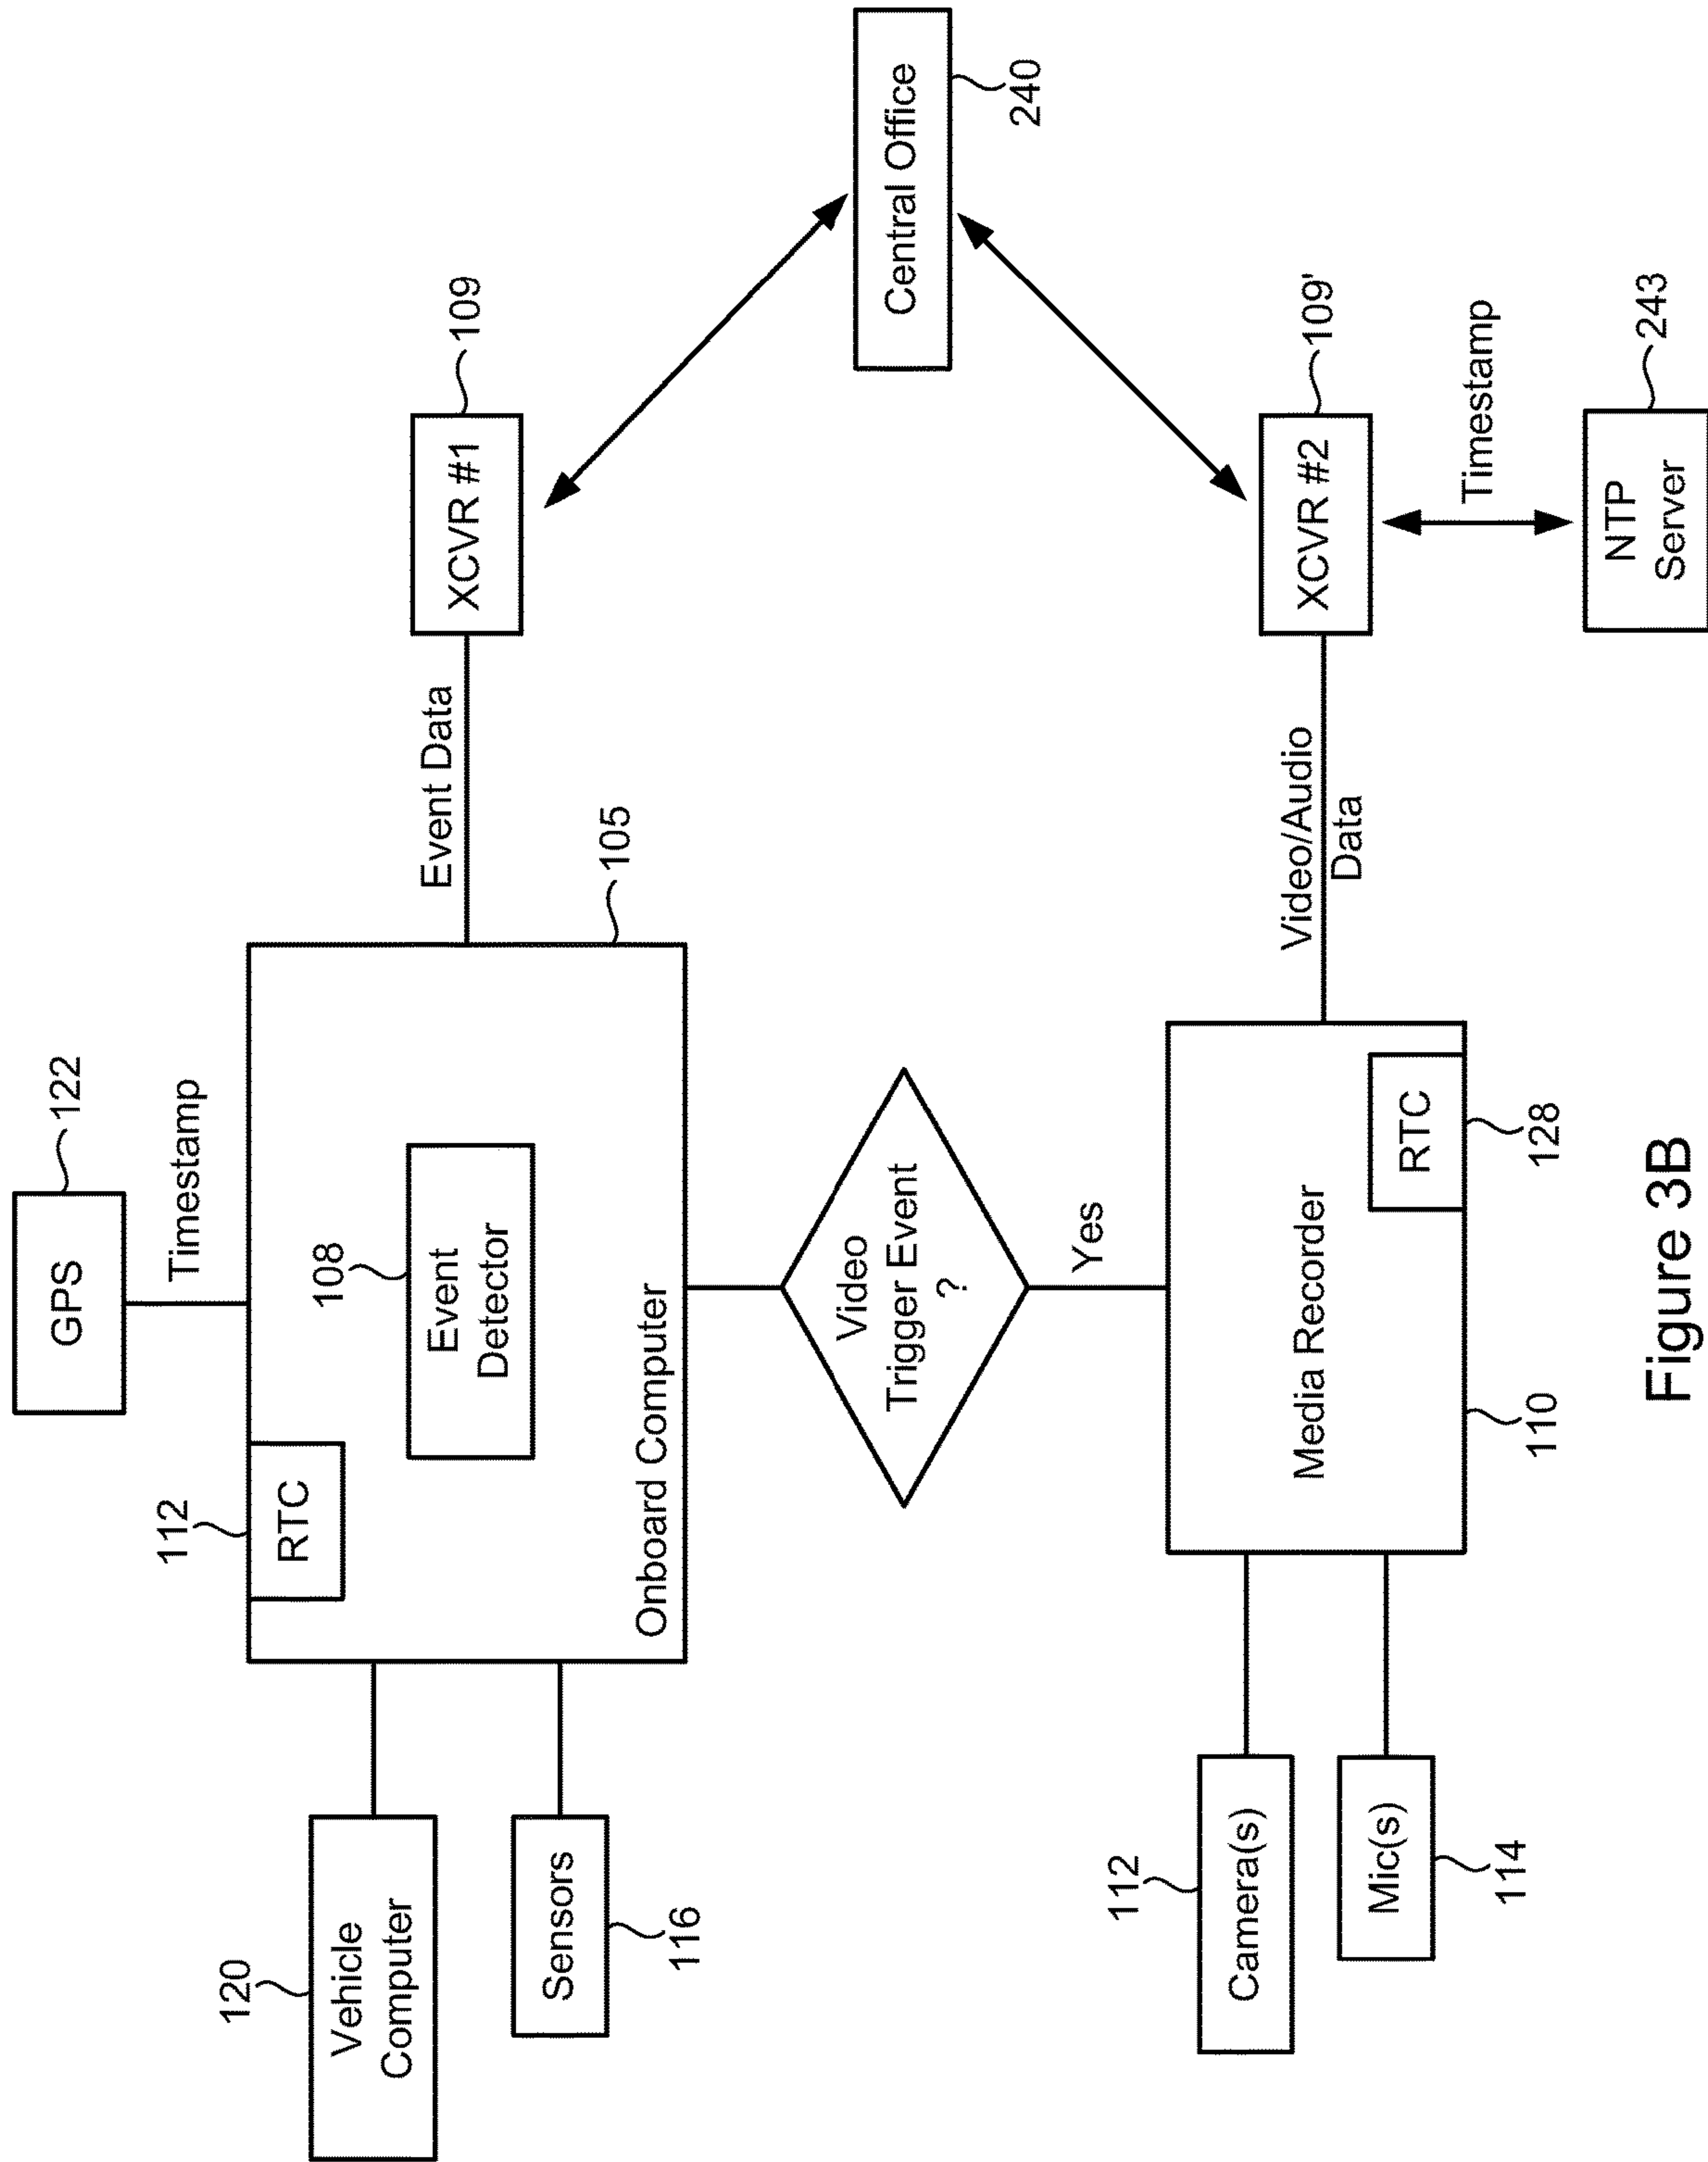 122
GPS
Timestamp
112
RTC
108
Event
Detector
Onboard Computer
105
120
Vehicle
Computer
Sensors
116
Event Data
109
XCVR #1
Central Office
240
Video
Trigger Event
?
Yes
Media Recorder
RTC
128
110
112
Camera(s)
Mic(s)
114
Video/Audio
Data
109'
XCVR #2
Timestamp
243
NTP
Server
Figure 3B